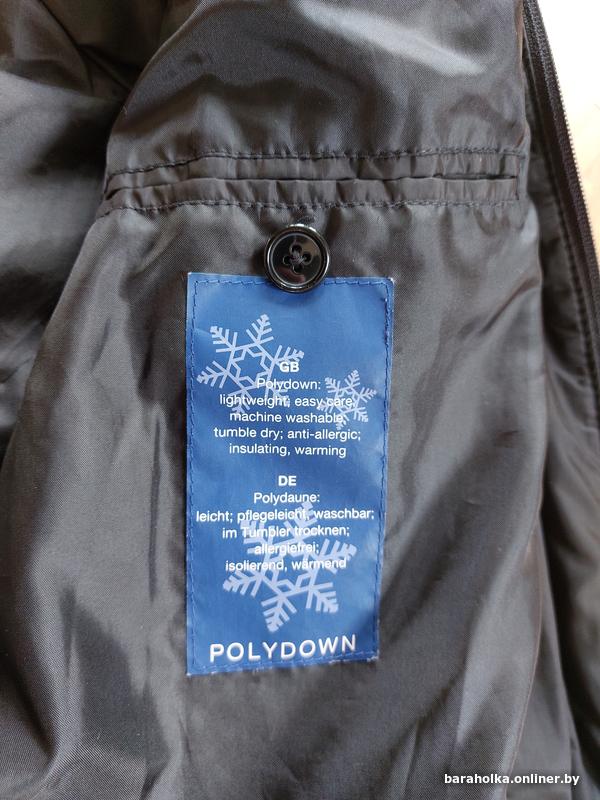 GB
Polydown:
lightweight; easy care;
machine washable;
tumble dry; anti-allergic;
insulating, warming
DE
Polydaune:
leicht; pflegeleicht, waschbar;
im Tumbler trocknen;
allergiefrei;
isolierend, wärmend
POLYDOWN
baraholka.onliner.by